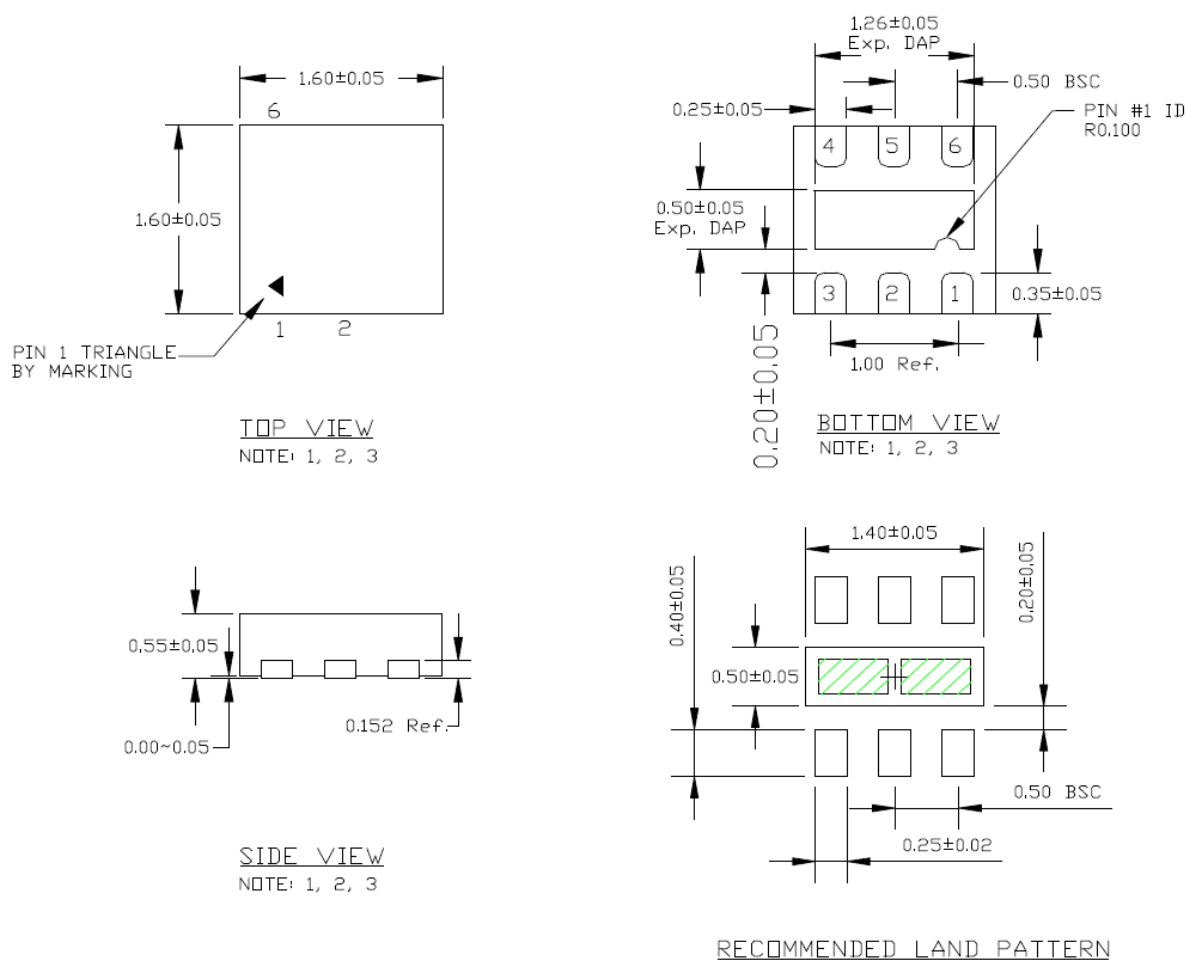 1.60±0.05
6
1.60±0.05
1 2
PIN 1 TRIANGLE
BY MARKING
TOP VIEW
NOTE: 1, 2, 3
1.26±0.05
Exp. DAP
0.50 BSC
0.25±0.05
PIN #1 ID
R0.100
4 5 6
0.50±0.05
Exp. DAP
3 2 1
0.35±0.05
1.00 Ref.
0.20±0.05
BOTTOM VIEW
NOTE: 1, 2, 3
0.55±0.05
0.152 Ref.
0.00~0.05
SIDE VIEW
NOTE: 1, 2, 3
1.40±0.05
0.40±0.05
0.20±0.05
0.50±0.05
0.50 BSC
0.25±0.02
RECOMMENDED LAND PATTERN